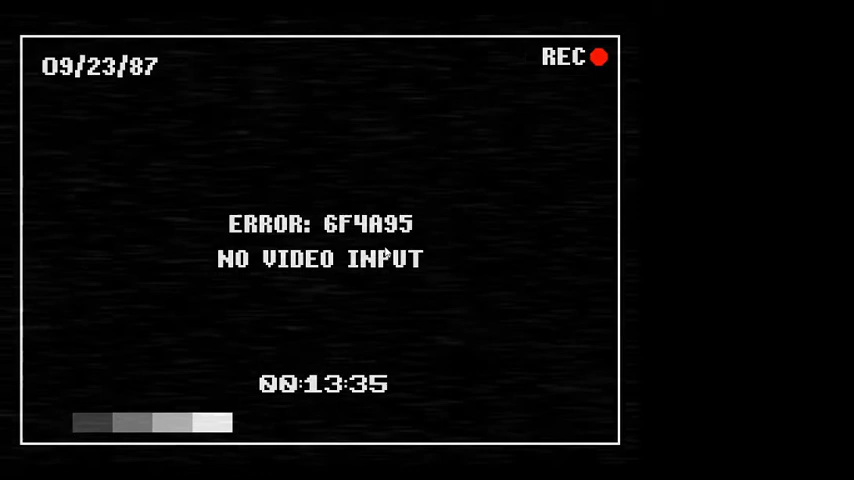 09/23/87
REC
ERROR: 6F4A95
NO VIDEO INPUT
00:13:35